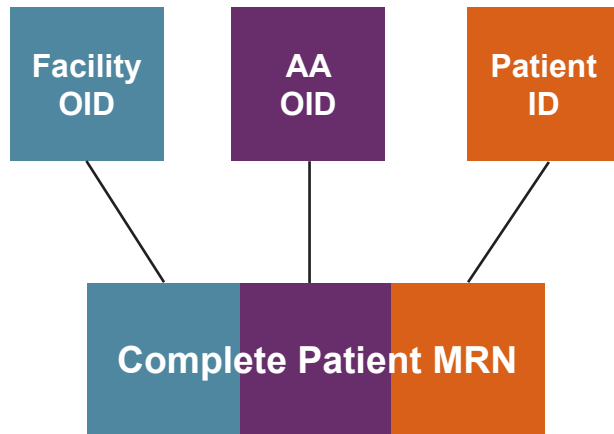 Facility
OID
AA
OID
Patient
ID
Complete Patient MRN